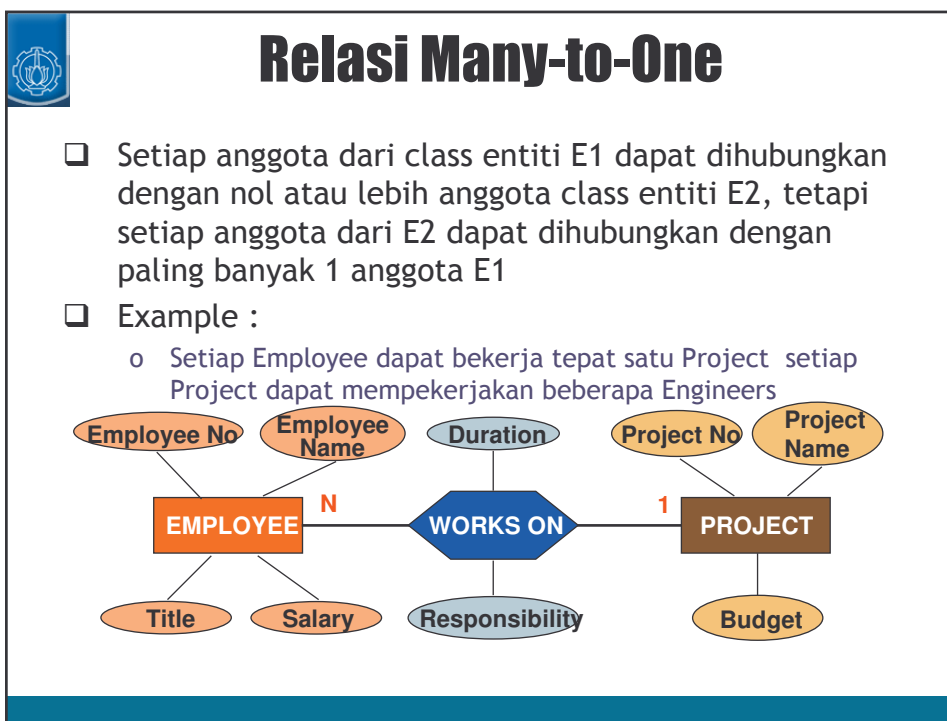 Relasi Many-to-One
❑ Setiap anggota dari class entiti E1 dapat dihubungkan
dengan nol atau lebih anggota class entiti E2, tetapi
setiap anggota dari E2 dapat dihubungkan dengan
paling banyak 1 anggota E1
❑ Example :
o Setiap Employee dapat bekerja tepat satu Project setiap
Project dapat mempekerjakan beberapa Engineers
Employee No
Employee
Name
Duration
Project No
Project
Name
EMPLOYEE
N
WORKS ON
1
PROJECT
Title
Salary
Responsibility
Budget